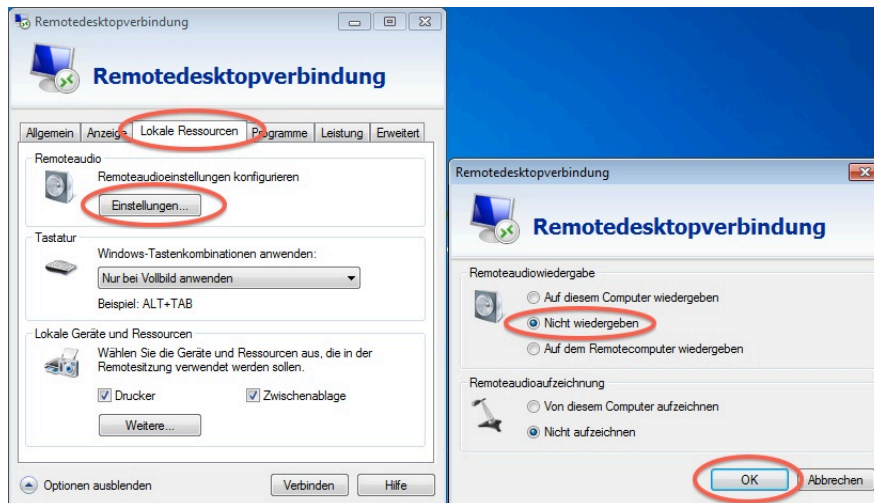 Remotedesktopverbindung
Remotedesktopverbindung
Allgemein Anzeige Lokale Ressourcen Programme Leistung Erweitert
Remoteaudio
Remoteaudioeinstellungen konfigurieren
Einstellungen...
Tastatur
Windows-Tastenkombinationen anwenden:
Nur bei Vollbild anwenden
Beispiel: ALT+TAB
Lokale Geräte und Ressourcen
Wählen Sie die Geräte und Ressourcen aus, die in der
Remotesitzung verwendet werden sollen.
Drucker Zwischenablage
Weitere...
Optionen ausblenden Verbinden Hilfe
Remotedesktopverbindung
Remotedesktopverbindung
Remoteaudiowiedergabe
Auf diesem Computer wiedergeben
Nicht wiedergeben
Auf dem Remotecomputer wiedergeben
Remoteaudioaufzeichnung
Von diesem Computer aufzeichnen
Nicht aufzeichnen
OK Abbrechen